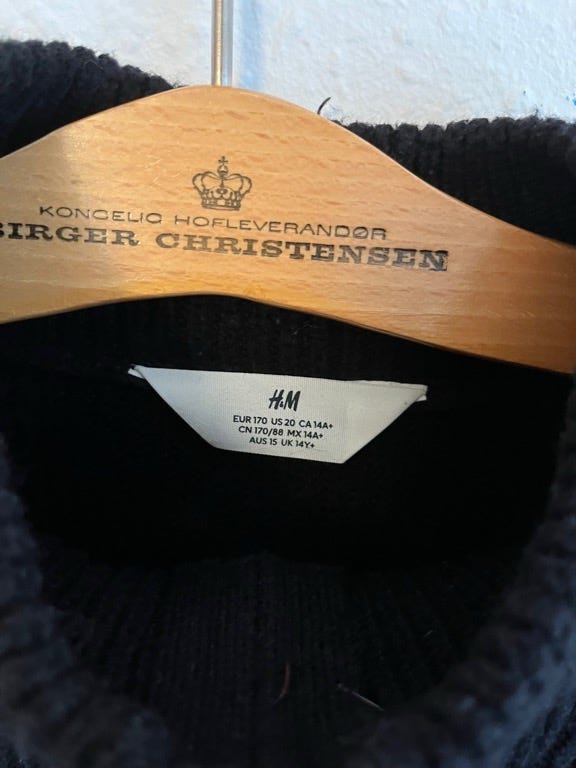 KONGELIG HOFLEVERANDØR
BIRGER CHRISTENSEN
H&M
EUR 170 US 20 CA 14A+
CN 170/88 MX 14A+
AUS 15 UK 14Y+